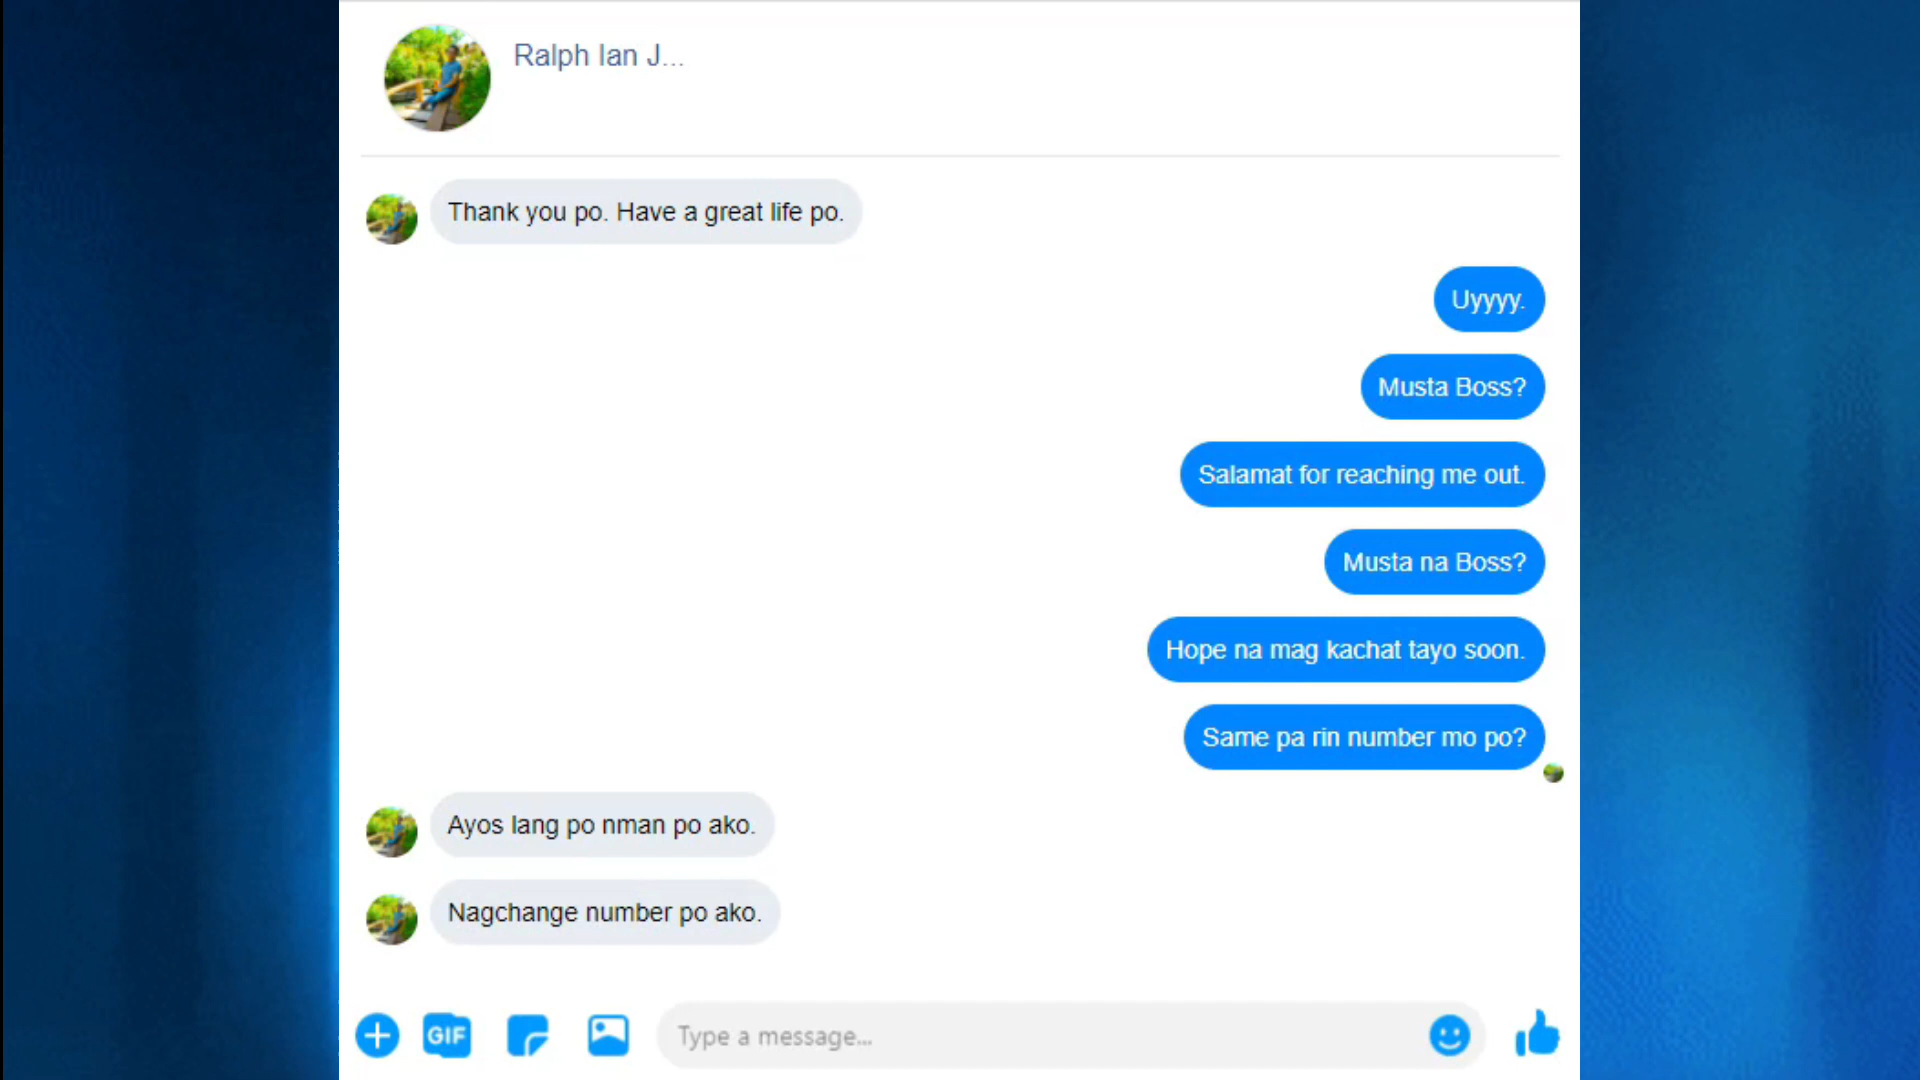 Ralph Ian J...
Thank you po. Have a great life po.
Uyyyy.
Musta Boss?
Salamat for reaching me out.
Musta na Boss?
Hope na mag kachat tayo soon.
Same pa rin number mo po?
Ayos lang po nman po ako.
Nagchange number po ako.
GIF
Type a message...